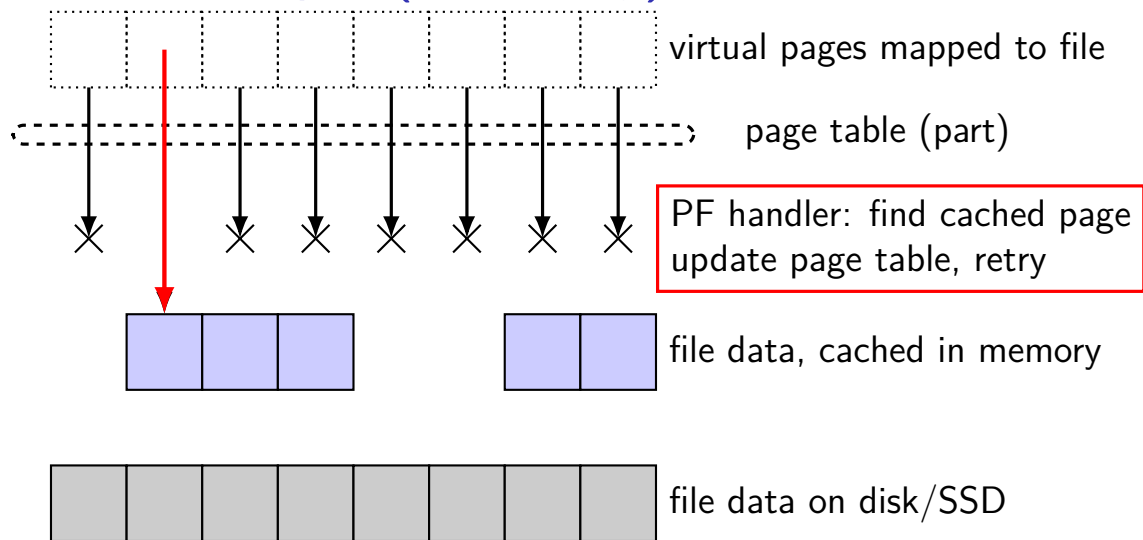 virtual pages mapped to file
page table (part)
PF handler: find cached page
update page table, retry
file data, cached in memory
file data on disk/SSD